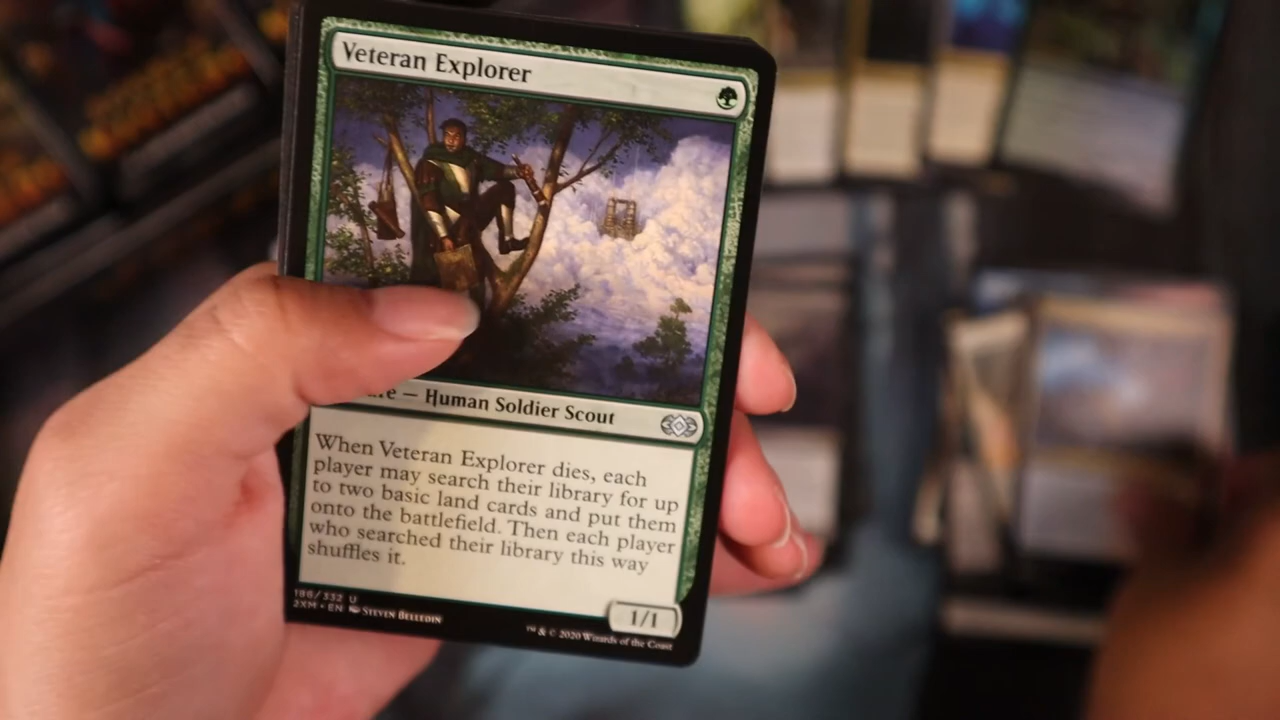 Veteran Explorer
— Human Soldier Scout
When Veteran Explorer dies, each
player may search their library for up
to two basic land cards and put them
onto the battlefield. Then each player
who searched their library this way
shuffles it.
186/332 U
2XM • EN Steven Belledin
1/1
™ & © 2020 Wizards of the Coast